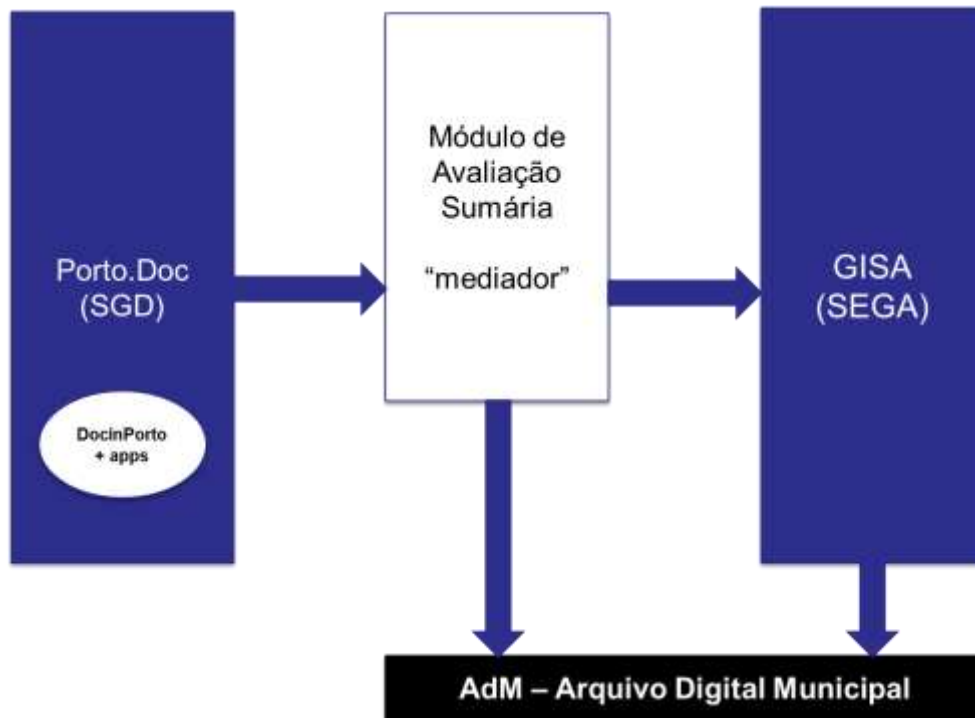 Porto.Doc
(SGD)
DocinPorto
+ apps
Módulo de
Avaliação
Sumária
“mediador”
GISA
(SEGA)
AdM – Arquivo Digital Municipal